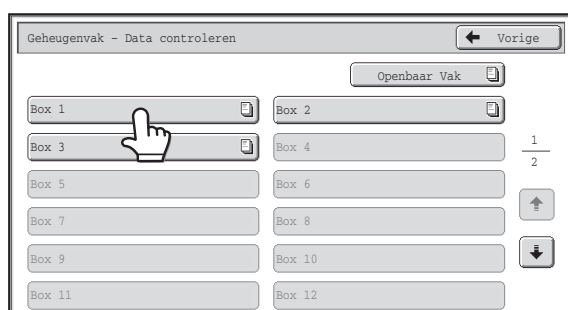 Geheugenvak - Data controleren
Vorige
Openbaar Vak
Box 1
Box 2
Box 3
Box 4
1
2
Box 5
Box 6
Box 7
Box 8
Box 9
Box 10
Box 11
Box 12